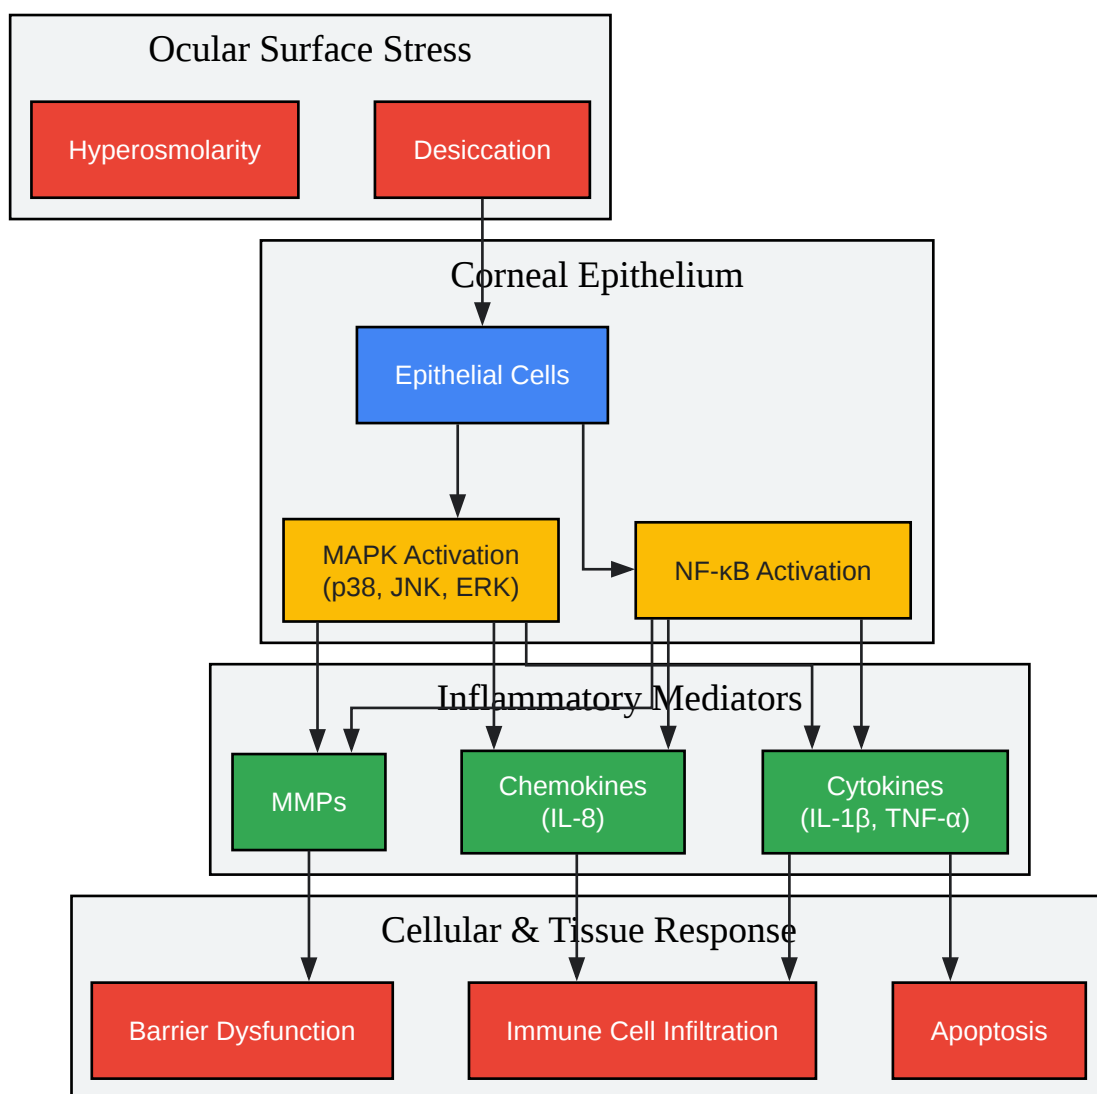 Ocular Surface Stress
Hyperosmolarity
Desiccation
Corneal Epithelium
Epithelial Cells
MAPK Activation
(p38, JNK, ERK)
NF-κB Activation
Inflammatory Mediators
MMPs
Chemokines
(IL-8)
Cytokines
(IL-1β, TNF-α)
Cellular & Tissue Response
Barrier Dysfunction
Immune Cell Infiltration
Apoptosis